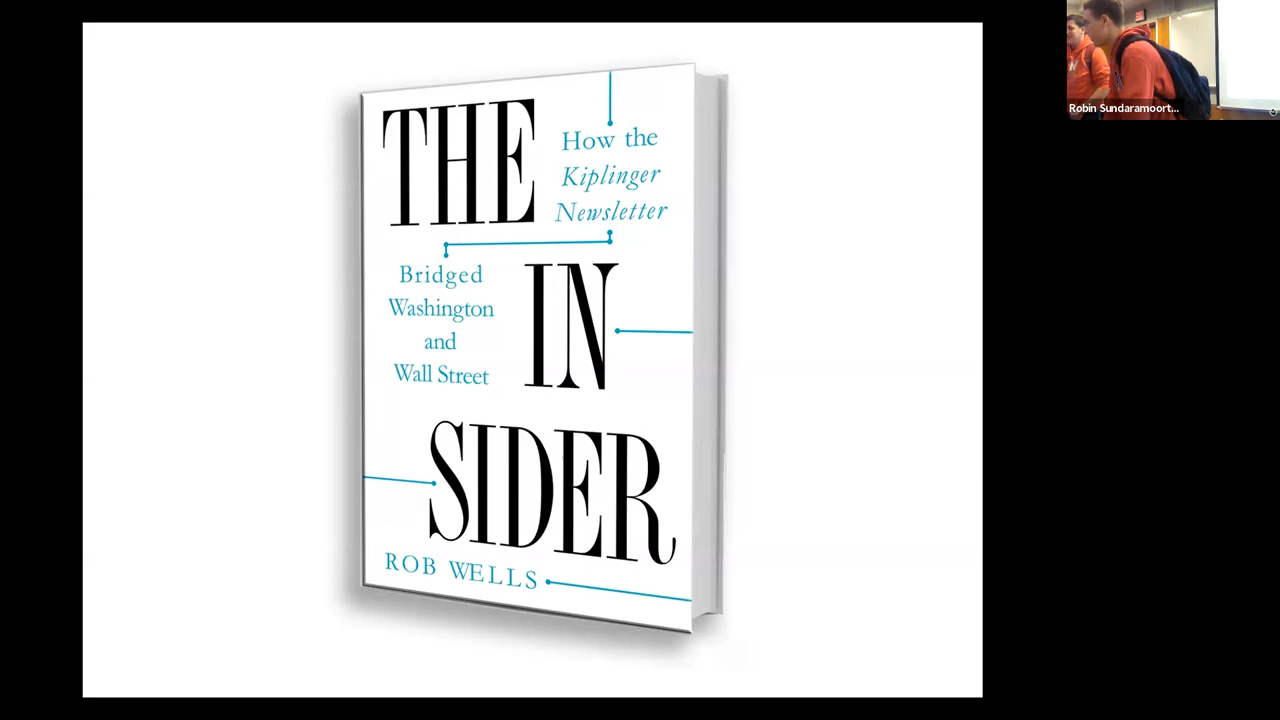 THE
How the
Kiplinger
Newsletter
Bridged
Washington
and
Wall Street
IN
SIDER
ROB WELLS
Robin Sundaramoort...